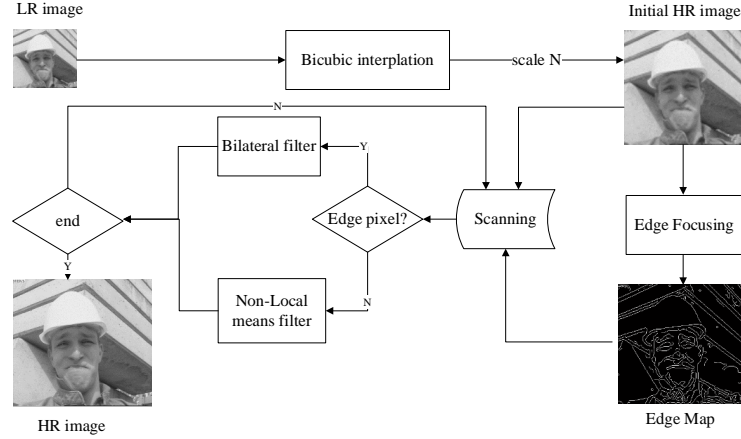 LR image
Initial HR image
Bicubic interplation
scale N
N
Bilateral filter
Y
end
Edge pixel?
Scanning
Edge Focusing
Y
N
Non-Local
means filter
HR image
Edge Map